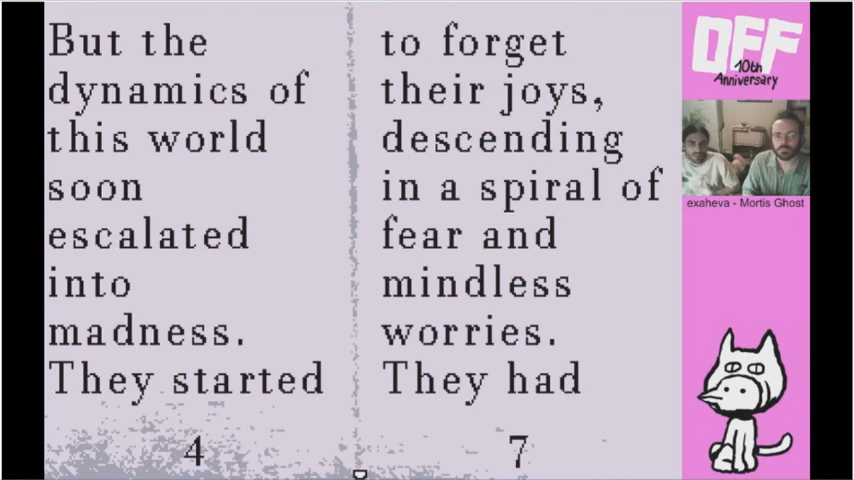 But the
dynamics of
this world
soon
escalated
into
madness.
They started
4
to forget
their joys,
descending
in a spiral of
fear and
mindless
worries.
They had
7
OFF
10th
Anniversary
exaheva - Mortis Ghost